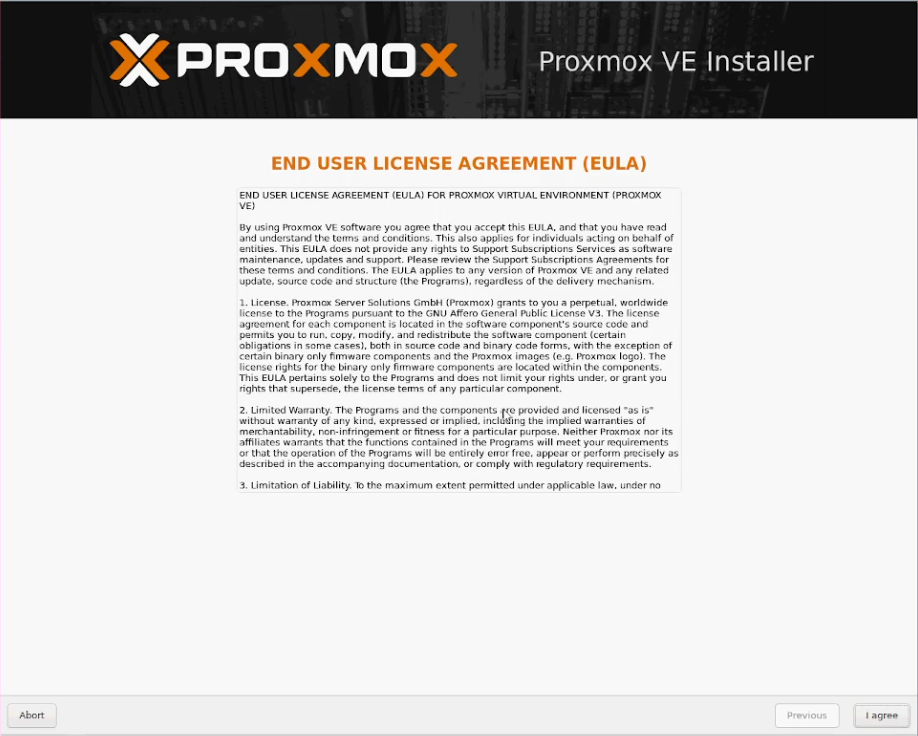 PROXMOX
Proxmox VE Installer
END USER LICENSE AGREEMENT (EULA)
END USER LICENSE AGREEMENT (EULA) FOR PROXMOX VIRTUAL ENVIRONMENT (PROXMOX
VE)
By using Proxmox VE software you agree that you accept this EULA, and that you have read
and understand the terms and conditions. This also applies for individuals acting on behalf of
entities. This EULA does not provide any rights to Support Subscriptions Services as software
maintenance, updates and support. Please review the Support Subscriptions Agreements for
these terms and conditions. The EULA applies to any version of Proxmox VE and any related
update, source code and structure (the Programs), regardless of the delivery mechanism.
1. License. Proxmox Server Solutions GmbH (Proxmox) grants to you a perpetual, worldwide
license to the Programs pursuant to the GNU Affero General Public License V3. The license
agreement for each component is located in the software component's source code and
permits you to run, copy, modify, and redistribute the software component (certain
obligations in some cases), both in source code and binary code forms, with the exception of
certain binary only firmware components and the Proxmox images (e.g. Proxmox logo). The
license rights for the binary only firmware components are located within the components.
This EULA pertains solely to the Programs and does not limit your rights under, or grant you
rights that supersede, the license terms of any particular component.
2. Limited Warranty. The Programs and the components are provided and licensed "as is"
without warranty of any kind, expressed or implied, including the implied warranties of
merchantability, non-infringement or fitness for a particular purpose. Neither Proxmox nor its
affiliates warrants that the functions contained in the Programs will meet your requirements
or that the operation of the Programs will be entirely error free, appear or perform precisely as
described in the accompanying documentation, or comply with regulatory requirements.
3. Limitation of Liability. To the maximum extent permitted under applicable law, under no
Abort
Previous
I agree